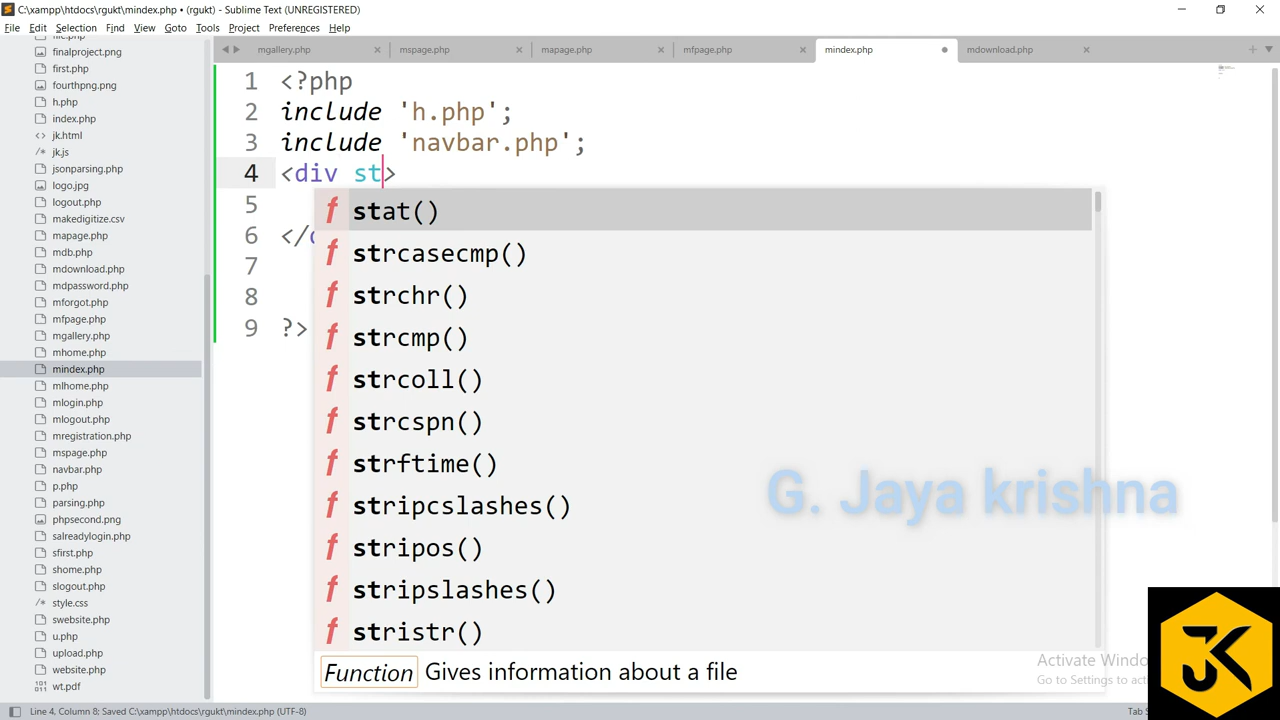 C:\xampp\htdocs\rgukt\mindex.php • (rgukt) - Sublime Text (UNREGISTERED)
File Edit Selection Find View Goto Tools Project Preferences Help
finalproject.png
first.php
fourthpng.png
h.php
index.php
jk.html
jk.js
jsonparsing.php
logo.jpg
logout.php
makedigitize.csv
mapage.php
mdb.php
mdownload.php
mdpassword.php
mforgot.php
mfpage.php
mgallery.php
mhome.php
mindex.php
mlhome.php
mlogin.php
mlogout.php
mregistration.php
mspage.php
navbar.php
p.php
parsing.php
phpsecond.png
salreadylogin.php
sfirst.php
shome.php
slogout.php
style.css
swebsite.php
u.php
upload.php
website.php
wt.pdf
mgallery.php mspage.php mapage.php mfpage.php mindex.php mdownload.php
1 <?php
2 include 'h.php';
3 include 'navbar.php';
4 <div st>
5
6 </
7
8
9 ?>
f stat()
f strcasecmp()
f strchr()
f strcmp()
f strcoll()
f strcspn()
f strftime()
f stripcslashes()
f stripos()
f stripslashes()
f stristr()
Function Gives information about a file
G. Jaya krishna
Activate Windo
Go to Settings to act
JK
Line 4, Column 8; Saved C:\xampp\htdocs\rgukt\mindex.php (UTF-8)
Tab S